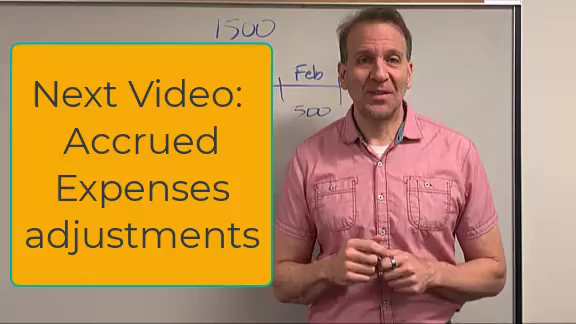 1500
Feb
500
Next Video:
Accrued
Expenses
adjustments